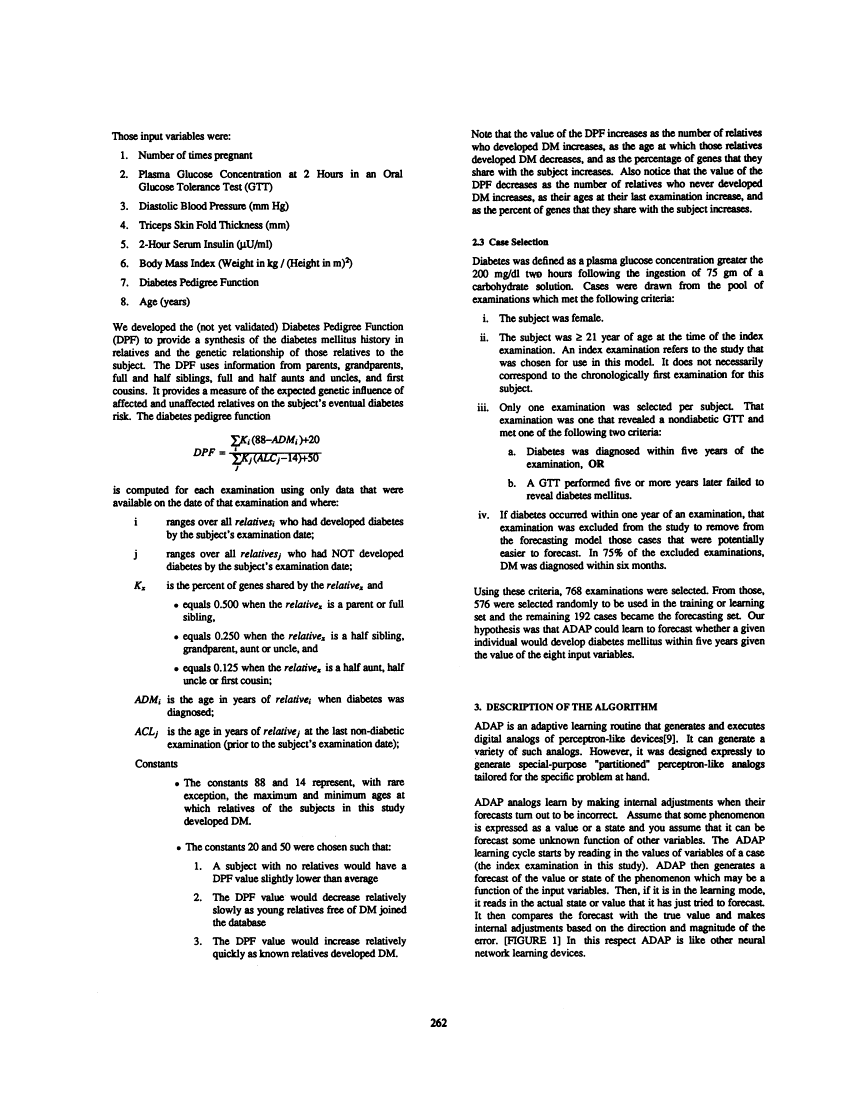 Those input variables were:
1. Number of times pregnant
2. Plasma Glucose Concentration at 2 Hours in an Oral
Glucose Tolerance Test (GTT)
3. Diastolic Blood Pressure (mm Hg)
4. Triceps Skin Fold Thickness (mm)
5. 2-Hour Serum Insulin (µU/ml)
6. Body Mass Index (Weight in kg / (Height in m)²)
7. Diabetes Pedigree Function
8. Age (years)
We developed the (not yet validated) Diabetes Pedigree Function
(DPF) to provide a synthesis of the diabetes mellitus history in
relatives and the genetic relationship of those relatives to the
subject. The DPF uses information from parents, grandparents,
full and half siblings, full and half aunts and uncles, and first
cousins. It provides a measure of the expected genetic influence of
affected and unaffected relatives on the subject's eventual diabetes
risk. The diabetes pedigree function
∑Kᵢ(88–ADMᵢ)+20
DPF =
∑Kⱼ(ALCⱼ–14)+50
j
is computed for each examination using only data that were
available on the date of that examination and where:
i ranges over all relativesᵢ who had developed diabetes
by the subject's examination date;
j ranges over all relativesⱼ who had NOT developed
diabetes by the subject's examination date;
Kₓ is the percent of genes shared by the relativeₓ and
• equals 0.500 when the relativeₓ is a parent or full
sibling,
• equals 0.250 when the relativeₓ is a half sibling,
grandparent, aunt or uncle, and
• equals 0.125 when the relativeₓ is a half aunt, half
uncle or first cousin;
ADMᵢ is the age in years of relativeᵢ when diabetes was
diagnosed;
ACLⱼ is the age in years of relativeⱼ at the last non-diabetic
examination (prior to the subject's examination date);
Constants
• The constants 88 and 14 represent, with rare
exception, the maximum and minimum ages at
which relatives of the subjects in this study
developed DM.
• The constants 20 and 50 were chosen such that:
1. A subject with no relatives would have a
DPF value slightly lower than average
2. The DPF value would decrease relatively
slowly as young relatives free of DM joined
the database
3. The DPF value would increase relatively
quickly as known relatives developed DM.
Note that the value of the DPF increases as the number of relatives
who developed DM increases, as the age at which those relatives
developed DM decreases, and as the percentage of genes that they
share with the subject increases. Also notice that the value of the
DPF decreases as the number of relatives who never developed
DM increases, as their ages at their last examination increase, and
as the percent of genes that they share with the subject increases.
2.3 Case Selection
Diabetes was defined as a plasma glucose concentration greater the
200 mg/dl two hours following the ingestion of 75 gm of a
carbohydrate solution. Cases were drawn from the pool of
examinations which met the following criteria:
i. The subject was female.
ii. The subject was ≥ 21 year of age at the time of the index
examination. An index examination refers to the study that
was chosen for use in this model. It does not necessarily
correspond to the chronologically first examination for this
subject.
iii. Only one examination was selected per subject. That
examination was one that revealed a nondiabetic GTT and
met one of the following two criteria:
a. Diabetes was diagnosed within five years of the
examination, OR
b. A GTT performed five or more years later failed to
reveal diabetes mellitus.
iv. If diabetes occurred within one year of an examination, that
examination was excluded from the study to remove from
the forecasting model those cases that were potentially
easier to forecast. In 75% of the excluded examinations,
DM was diagnosed within six months.
Using these criteria, 768 examinations were selected. From those,
576 were selected randomly to be used in the training or learning
set and the remaining 192 cases became the forecasting set. Our
hypothesis was that ADAP could learn to forecast whether a given
individual would develop diabetes mellitus within five years given
the value of the eight input variables.
3. DESCRIPTION OF THE ALGORITHM
ADAP is an adaptive learning routine that generates and executes
digital analogs of perceptron-like devices[9]. It can generate a
variety of such analogs. However, it was designed expressly to
generate special-purpose "partitioned" perceptron-like analogs
tailored for the specific problem at hand.
ADAP analogs learn by making internal adjustments when their
forecasts turn out to be incorrect. Assume that some phenomenon
is expressed as a value or a state and you assume that it can be
forecast some unknown function of other variables. The ADAP
learning cycle starts by reading in the values of variables of a case
(the index examination in this study). ADAP then generates a
forecast of the value or state of the phenomenon which may be a
function of the input variables. Then, if it is in the learning mode,
it reads in the actual state or value that it has just tried to forecast.
It then compares the forecast with the true value and makes
internal adjustments based on the direction and magnitude of the
error. [FIGURE 1] In this respect ADAP is like other neural
network learning devices.
262